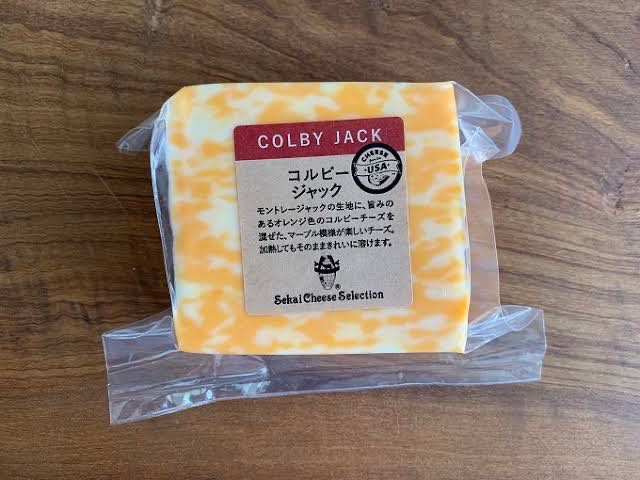 COLBY JACK
CHEESE
USA
コルビー
ジャック
モントレージャックの生地に、旨みの
あるオレンジ色のコルビーチーズを
混ぜた、マーブル模様が楽しいチーズ。
加熱してもそのままきれいに溶けます。
®
Sekai Cheese Selection